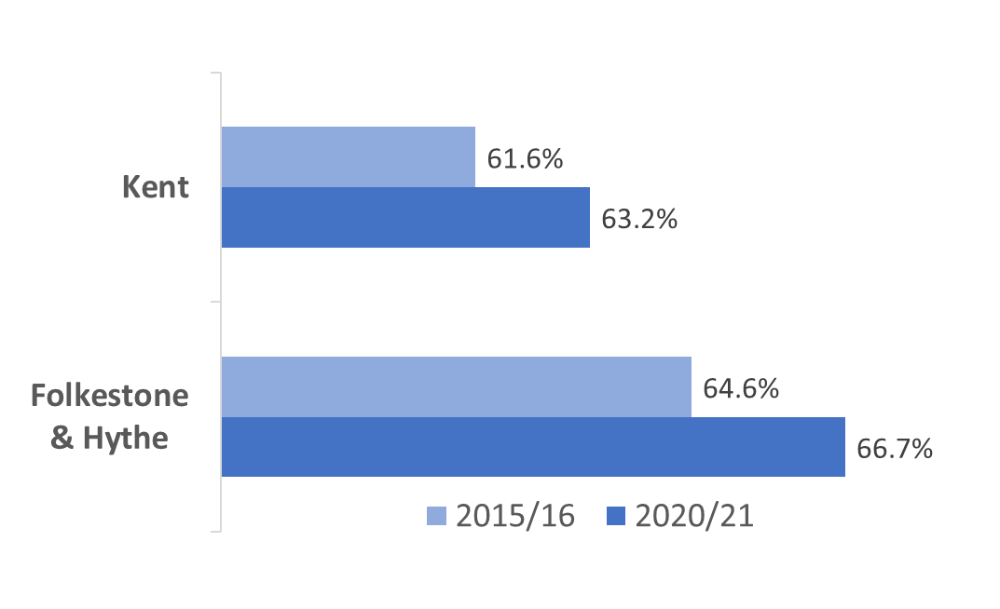 Kent
61.6%
63.2%
Folkestone
& Hythe
64.6%
66.7%
2015/16
2020/21